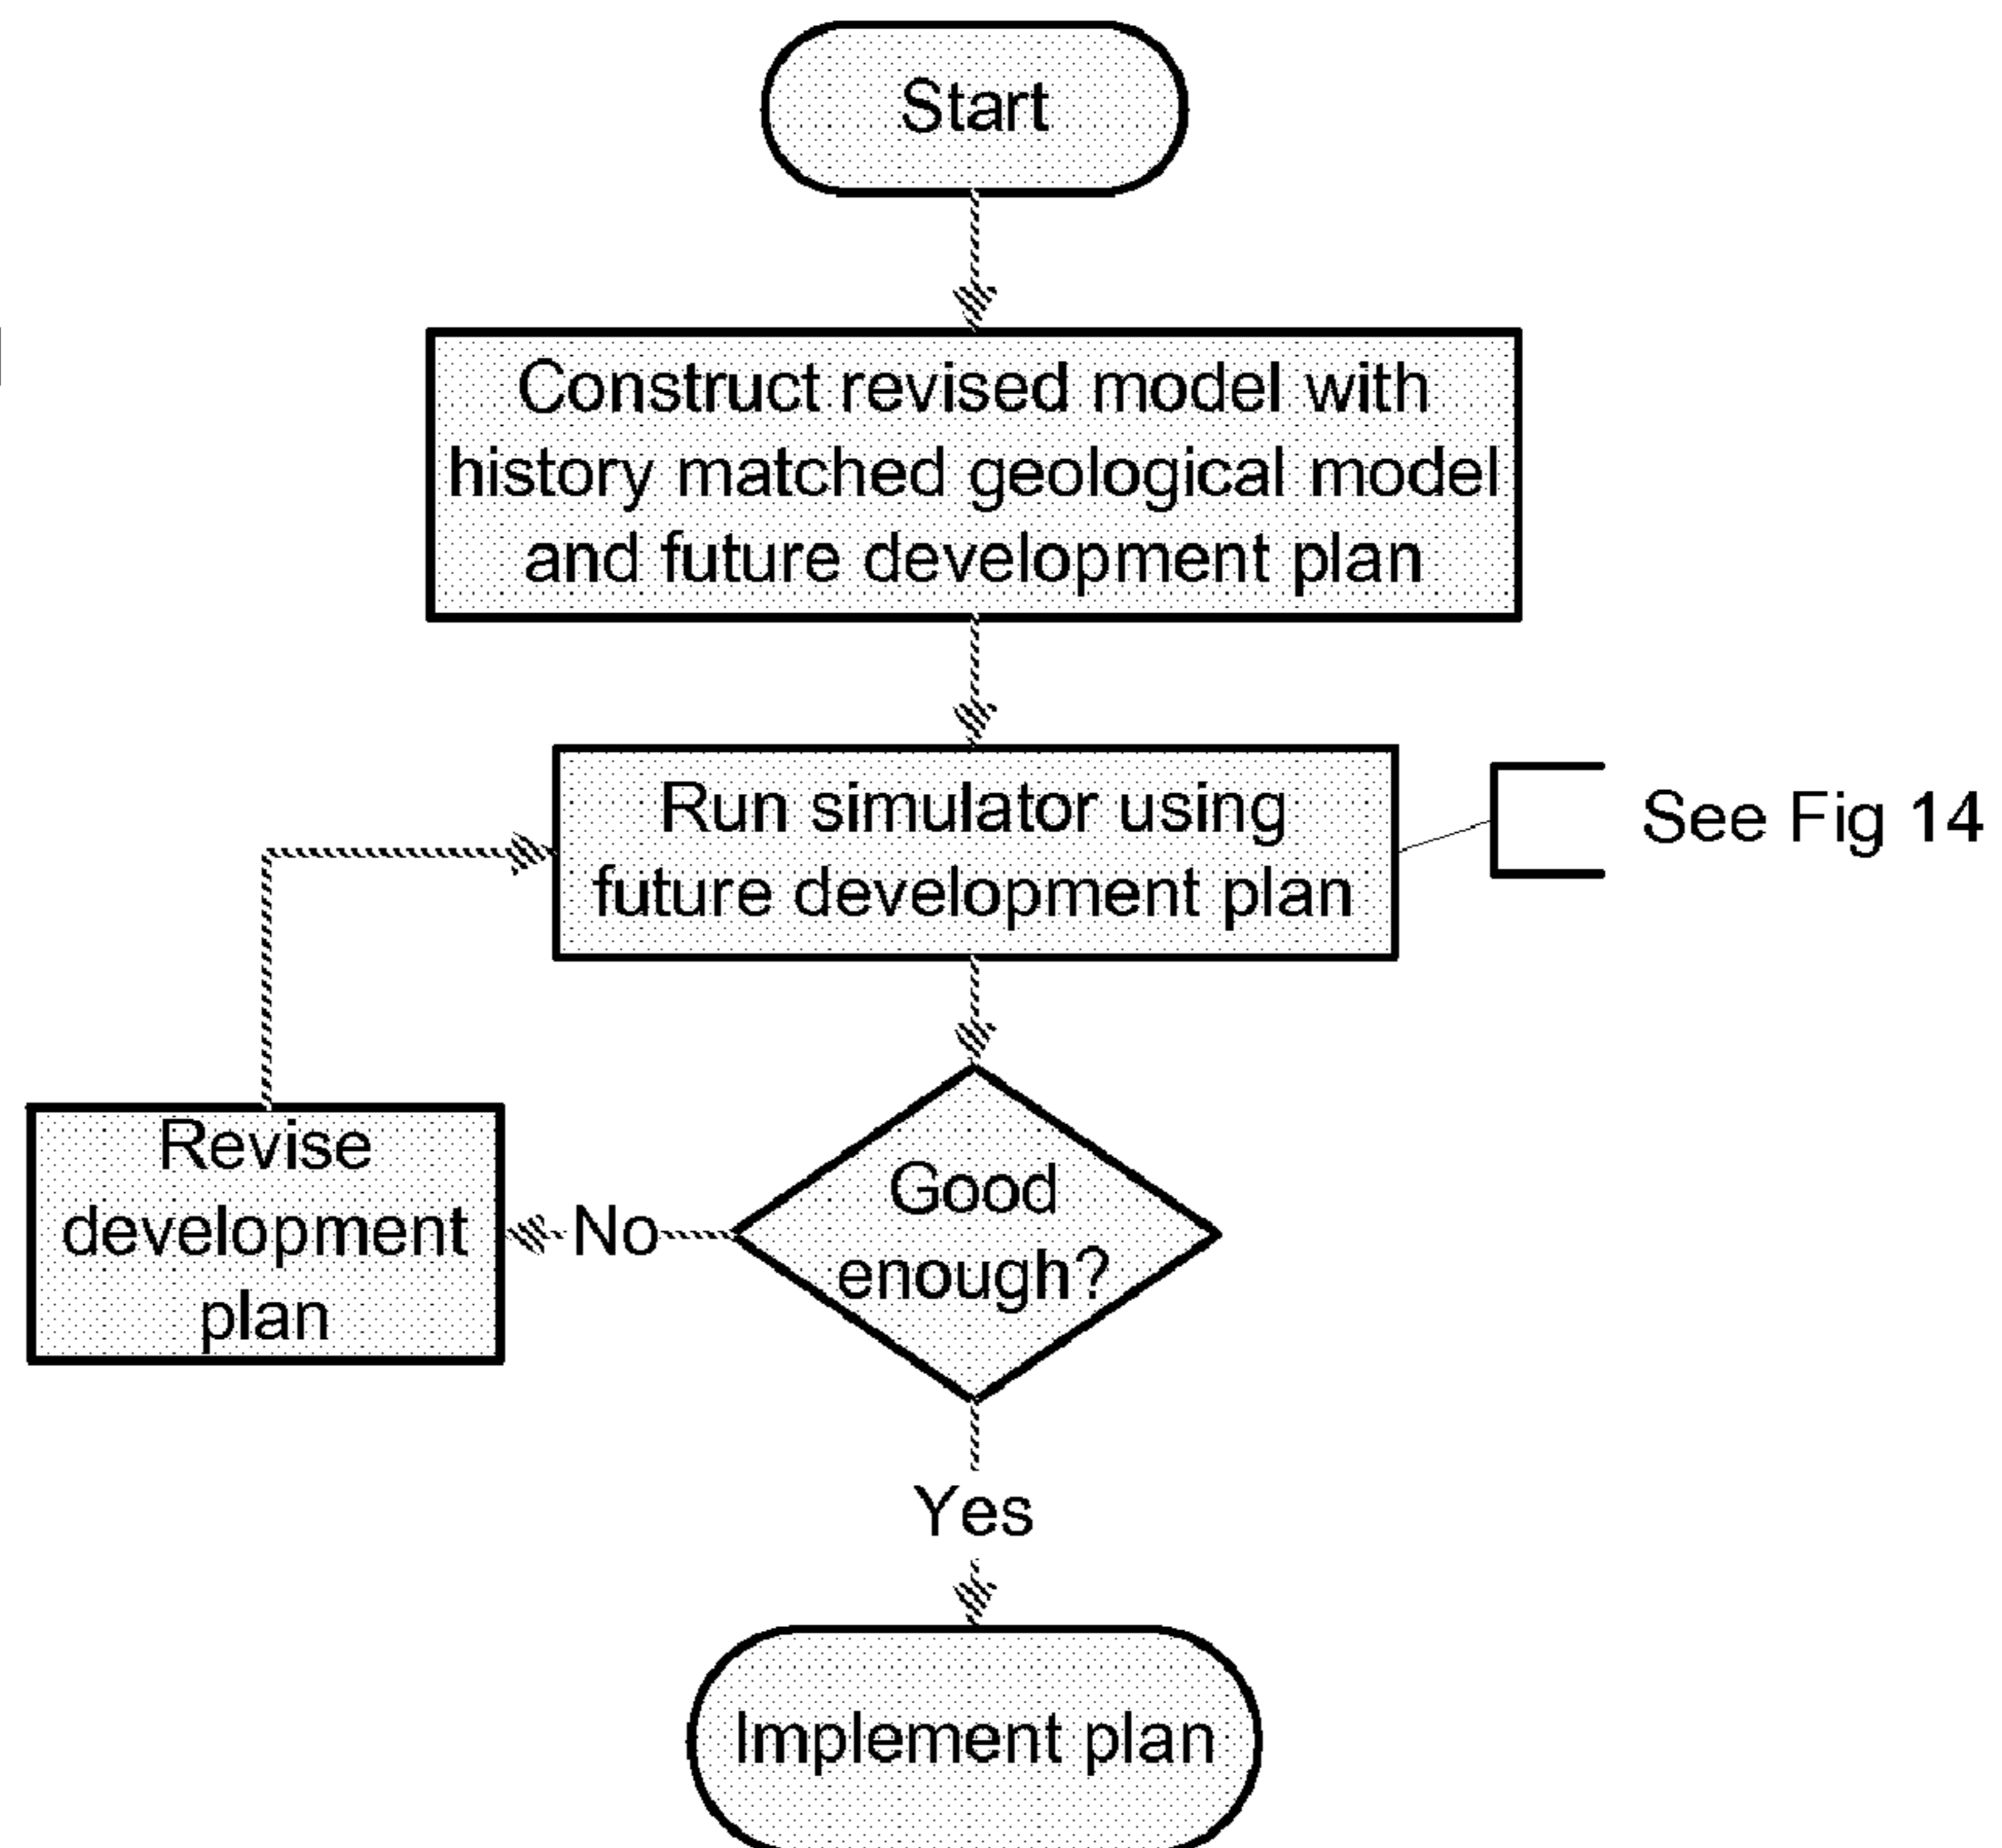 Start
Construct revised model with
history matched geological model
and future development plan
Run simulator using
future development plan
See Fig 14
Revise
development
plan
No
Good
enough?
Yes
Implement plan